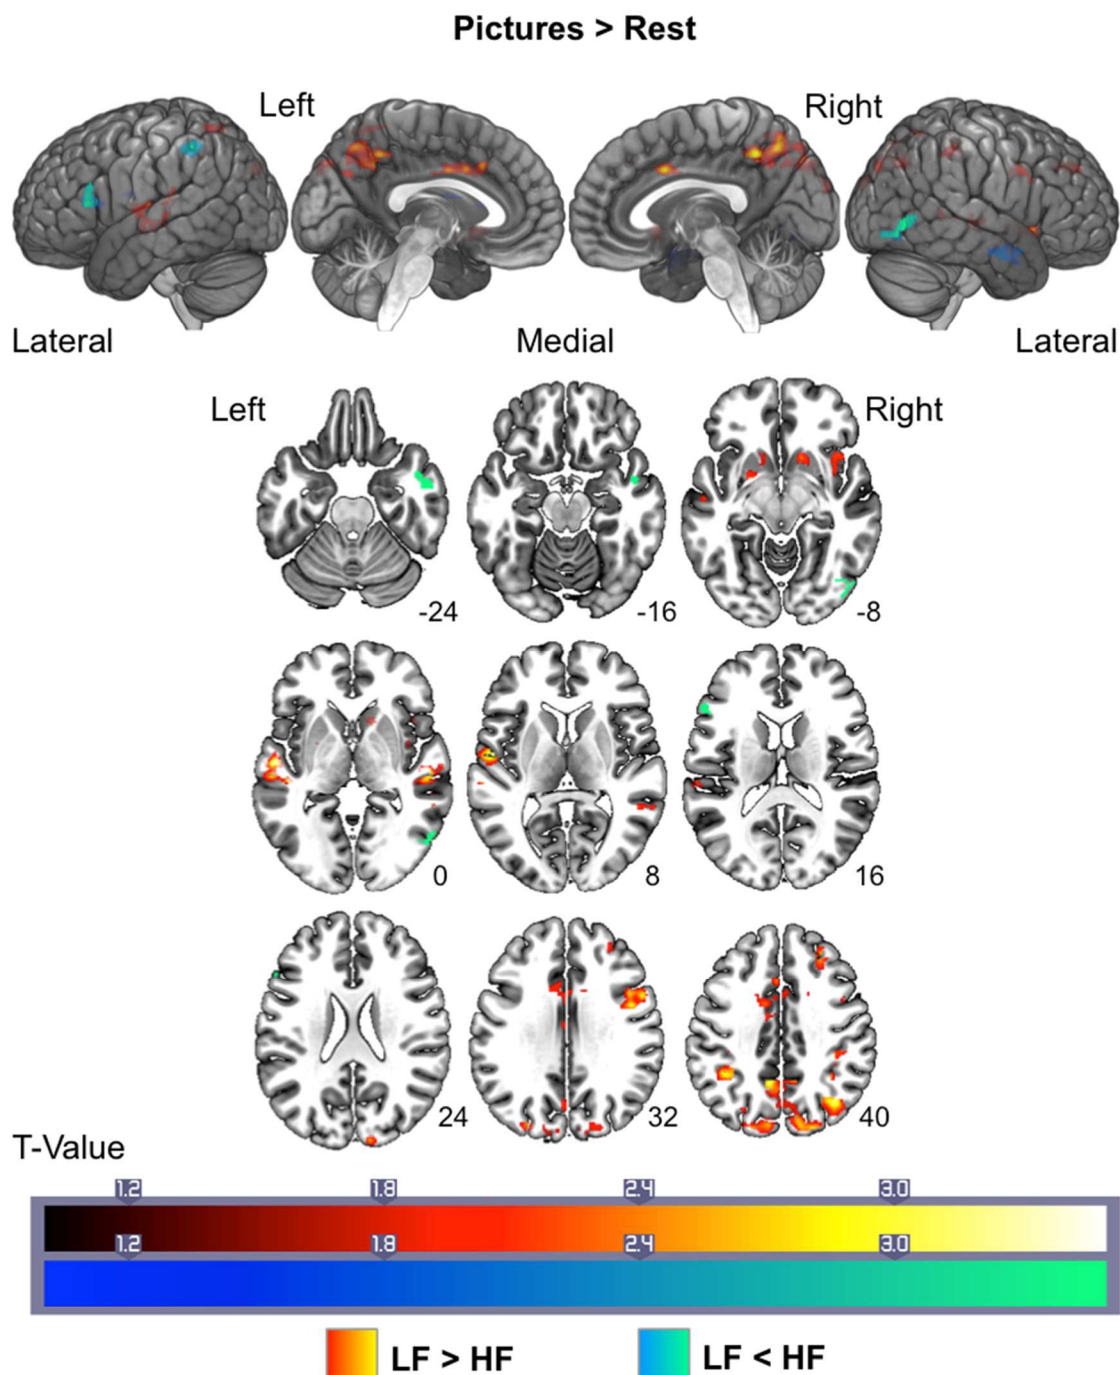 Pictures > Rest
Left
Right
Lateral
Medial
Lateral
Left
Right
-24
-16
-8
0
8
16
24
32
40
T-Value
1.2 1.8 2.4 3.0
1.2 1.8 2.4 3.0
LF > HF
LF < HF